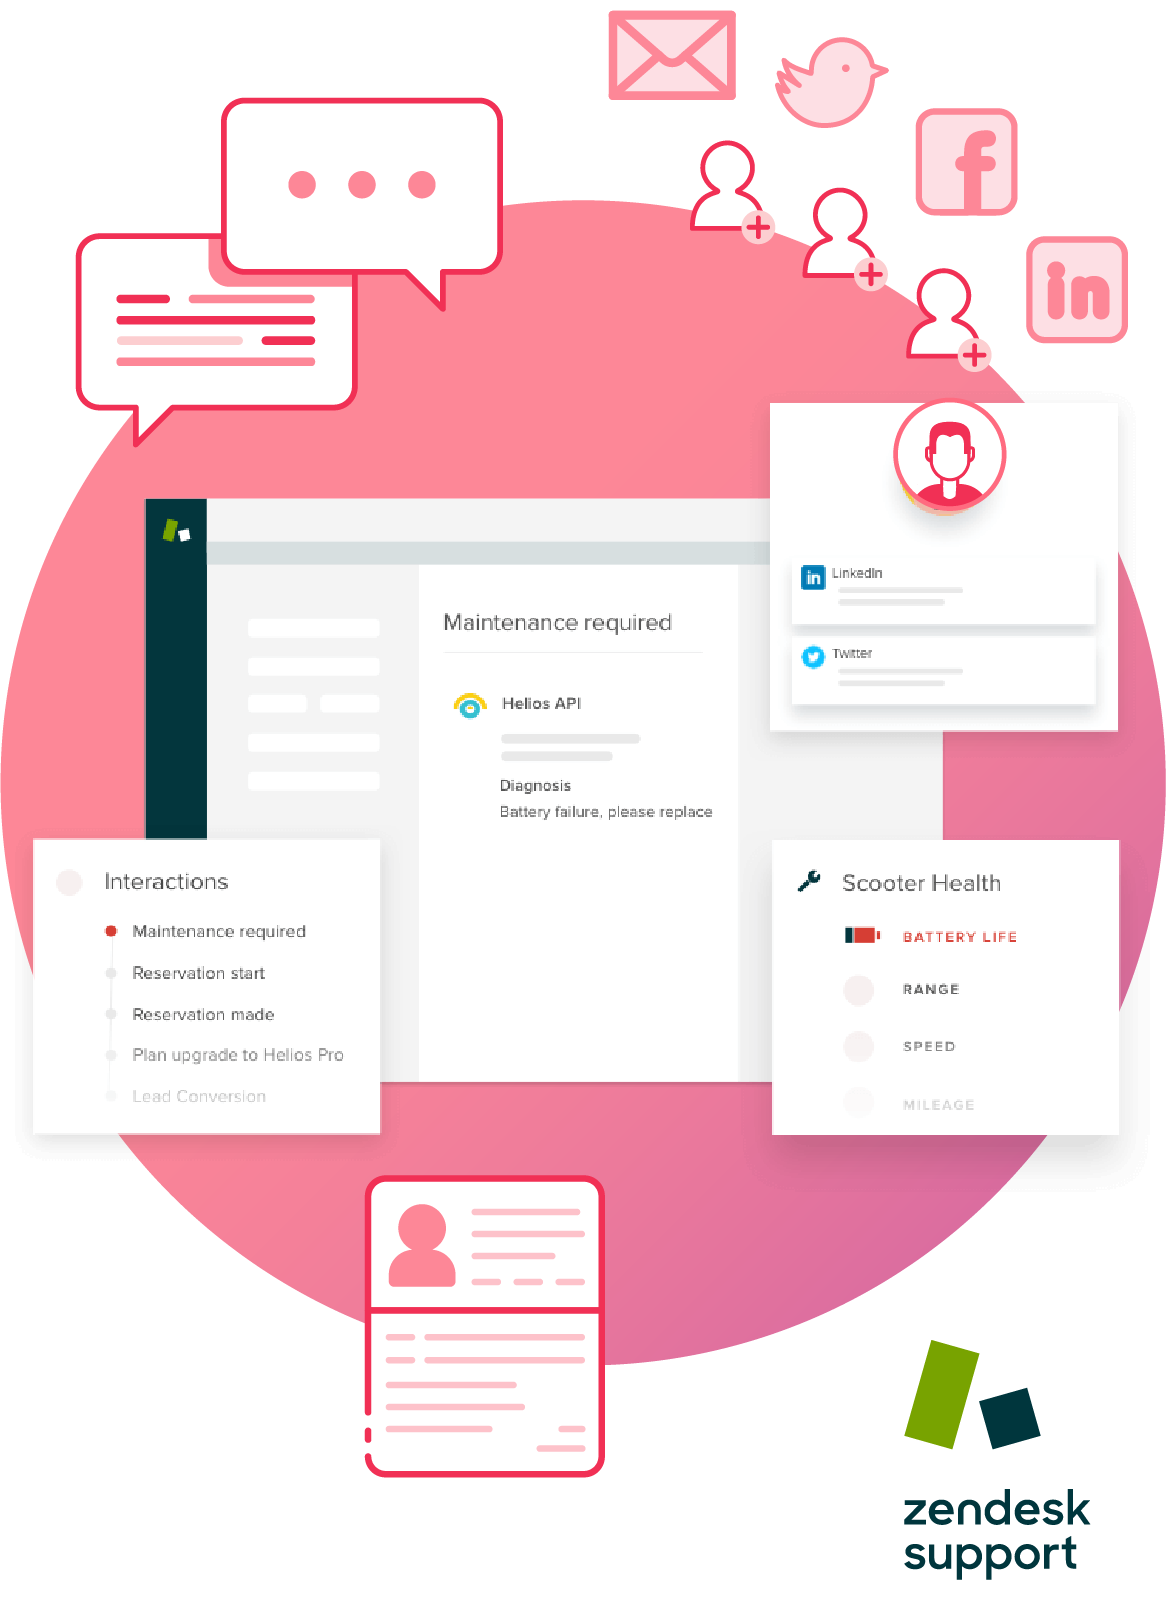 LinkedIn
Twitter
Maintenance required
Helios API
Diagnosis
Battery failure, please replace
Interactions
Maintenance required
Reservation start
Reservation made
Plan upgrade to Helios Pro
Lead Conversion
Scooter Health
BATTERY LIFE
RANGE
SPEED
MILEAGE
zendesk
support